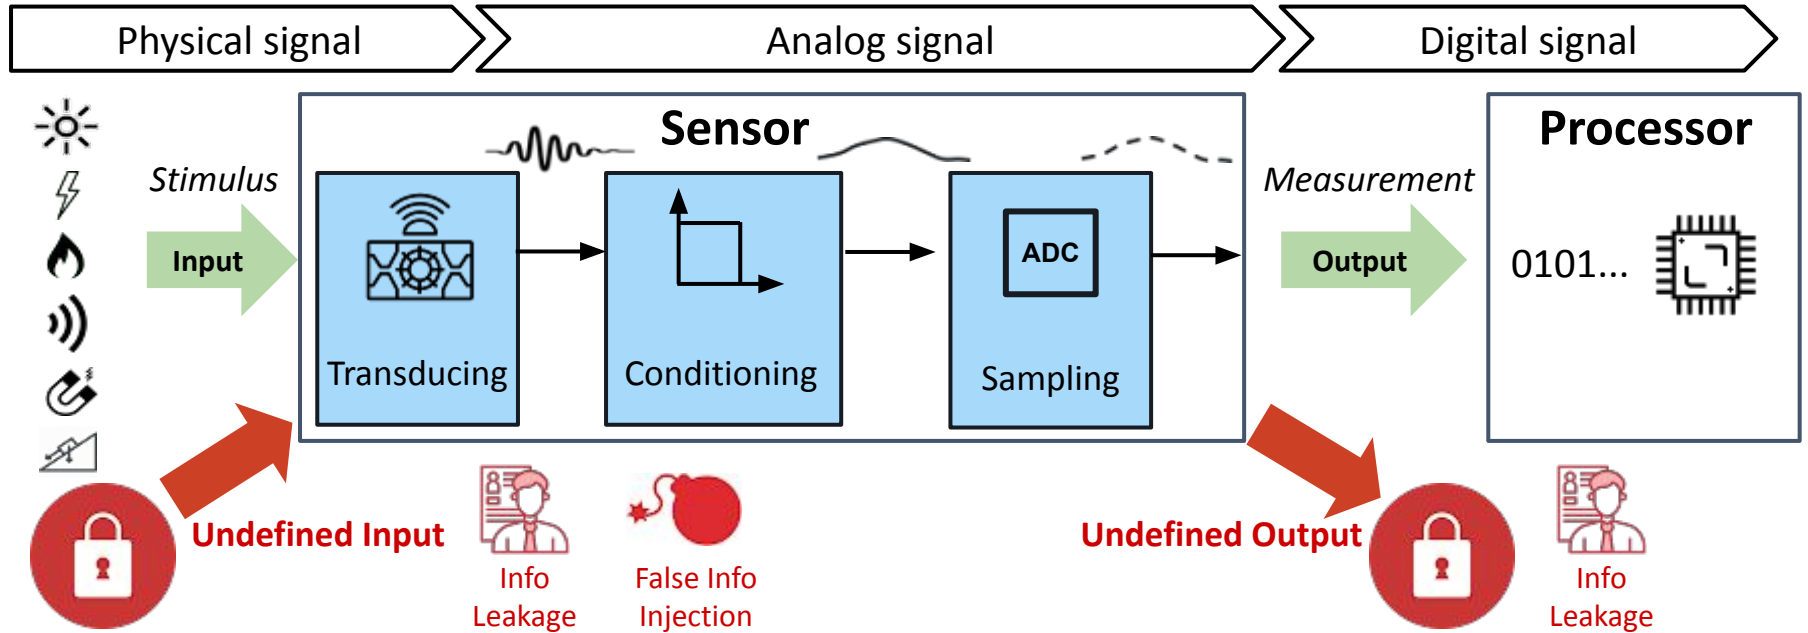 Physical signal
Analog signal
Digital signal
Sensor
Processor
Stimulus
Measurement
Input
ADC
Output
0101...
Transducing
Conditioning
Sampling
Undefined Input
Undefined Output
Info
Leakage
False Info
Injection
Info
Leakage